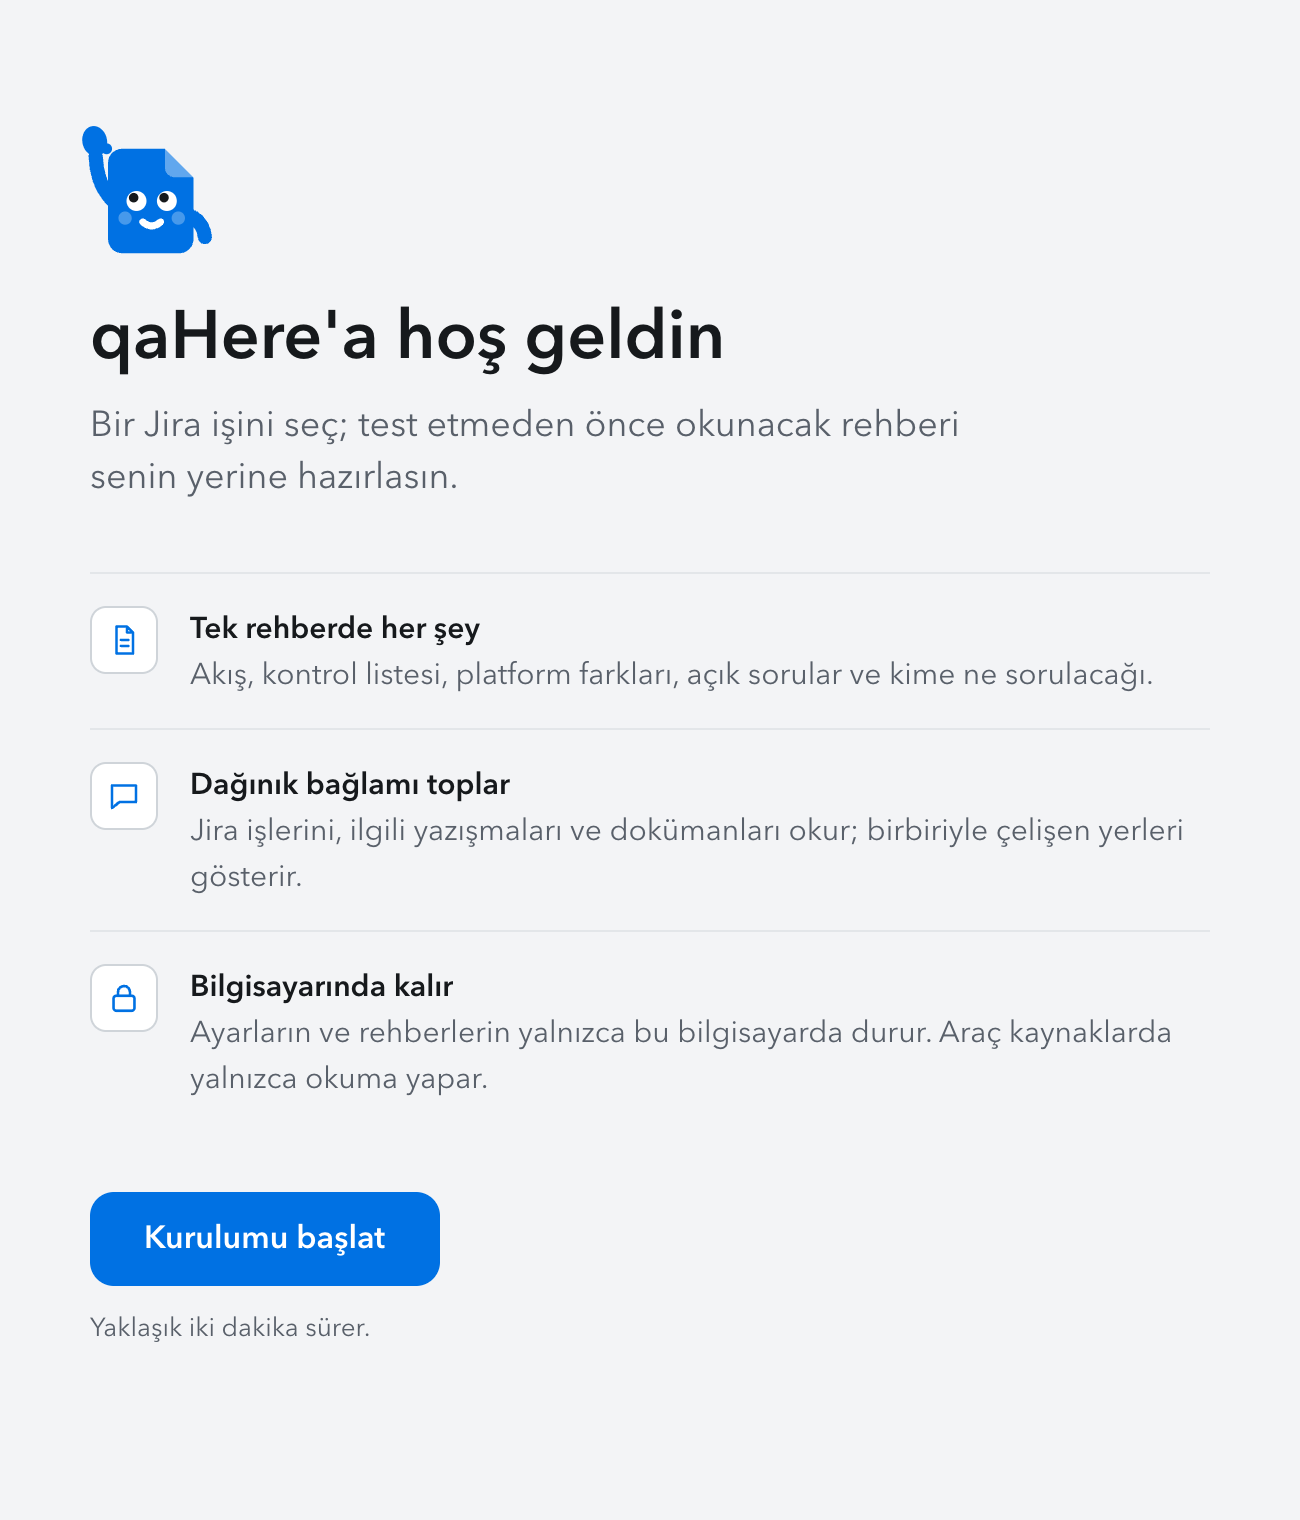 qaHere'a hoş geldin
Bir Jira işini seç; test etmeden önce okunacak rehberi
senin yerine hazırlasın.
Tek rehberde her şey
Akış, kontrol listesi, platform farkları, açık sorular ve kime ne sorulacağı.
Dağınık bağlamı toplar
Jira işlerini, ilgili yazışmaları ve dokümanları okur; birbiriyle çelişen yerleri
gösterir.
Bilgisayarında kalır
Ayarların ve rehberlerin yalnızca bu bilgisayarda durur. Araç kaynaklarda
yalnızca okuma yapar.
Kurulumu başlat
Yaklaşık iki dakika sürer.